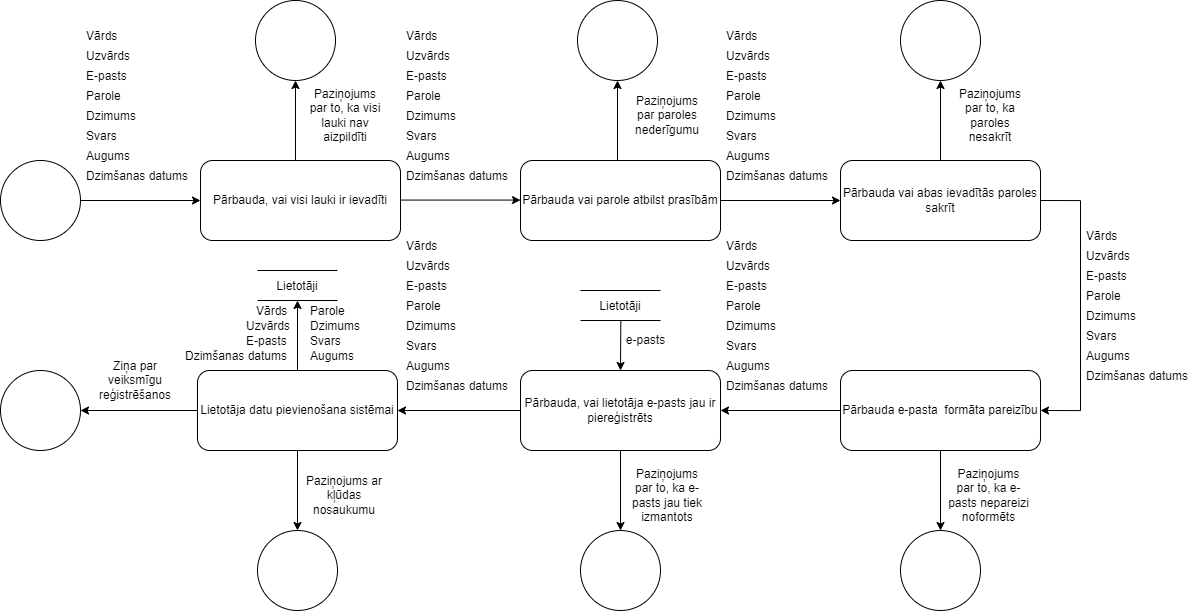 Vārds
Uzvārds
E-pasts
Parole
Dzimums
Svars
Augums
Dzimšanas datums
Paziņojums
par to, ka visi
lauki nav
aizpildīti
Vārds
Uzvārds
E-pasts
Parole
Dzimums
Svars
Augums
Dzimšanas datums
Paziņojums
par paroles
nederīgumu
Vārds
Uzvārds
E-pasts
Parole
Dzimums
Svars
Augums
Dzimšanas datums
Paziņojums
par to, ka
paroles
nesakrīt
Pārbauda, vai visi lauki ir ievadīti
Pārbauda vai parole atbilst prasībām
Pārbauda vai abas ievadītās paroles
sakrīt
Vārds
Uzvārds
E-pasts
Parole
Dzimums
Svars
Augums
Dzimšanas datums
Lietotāji
Vārds
Uzvārds
E-pasts
Dzimšanas datums
Parole
Dzimums
Svars
Augums
Vārds
Uzvārds
E-pasts
Parole
Dzimums
Svars
Augums
Dzimšanas datums
Lietotāji
e-pasts
Vārds
Uzvārds
E-pasts
Parole
Dzimums
Svars
Augums
Dzimšanas datums
Ziņa par
veiksmīgu
reģistrēšanos
Lietotāja datu pievienošana sistēmai
Pārbauda, vai lietotāja e-pasts jau ir
piereģistrēts
Pārbauda e-pasta  formāta pareizību
Paziņojums ar
kļūdas
nosaukumu
Paziņojums
par to, ka e-
pasts jau tiek
izmantots
Paziņojums
par to, ka e-
pasts nepareizi
noformēts